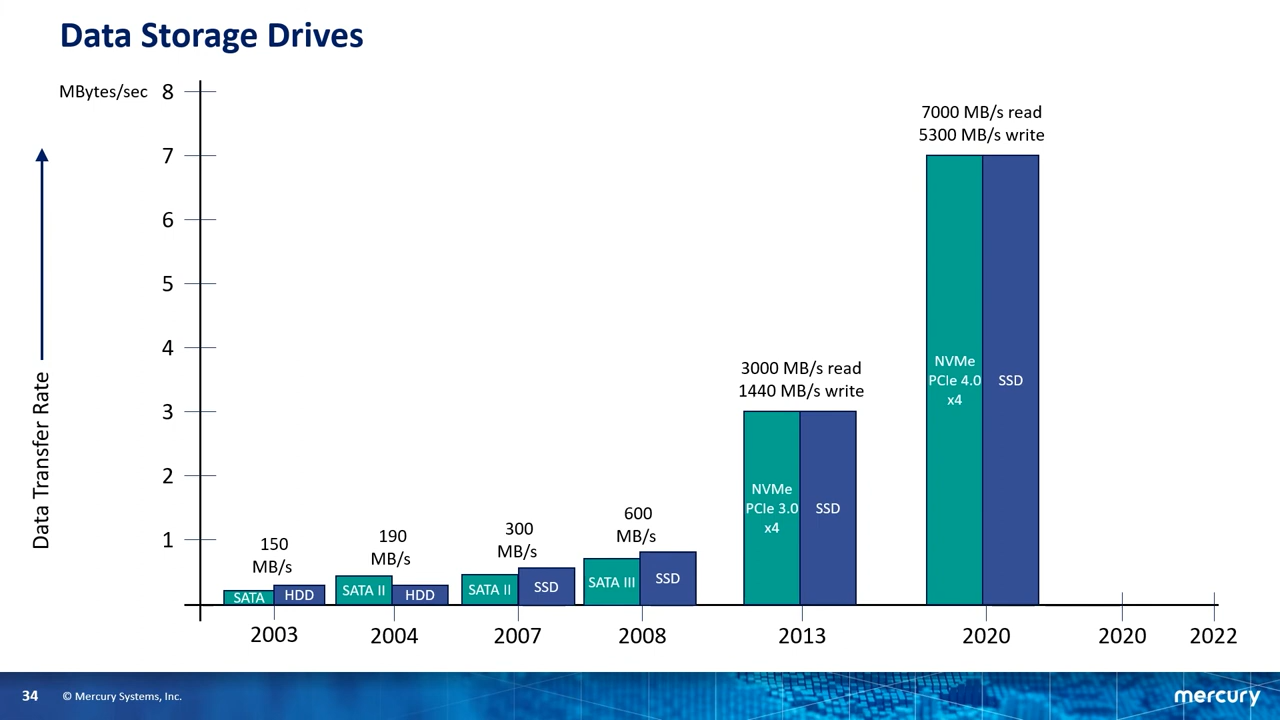 Data Storage Drives
MBytes/sec
8
7
6
5
4
3
2
1
Data Transfer Rate
150
MB/s
190
MB/s
300
MB/s
600
MB/s
3000 MB/s read
1440 MB/s write
7000 MB/s read
5300 MB/s write
SATA
HDD
SATA II
HDD
SATA II
SSD
SATA III
SSD
NVMe
PCIe 3.0
x4
SSD
NVMe
PCIe 4.0
x4
SSD
2003
2004
2007
2008
2013
2020
2020
2022
34
© Mercury Systems, Inc.
mercury